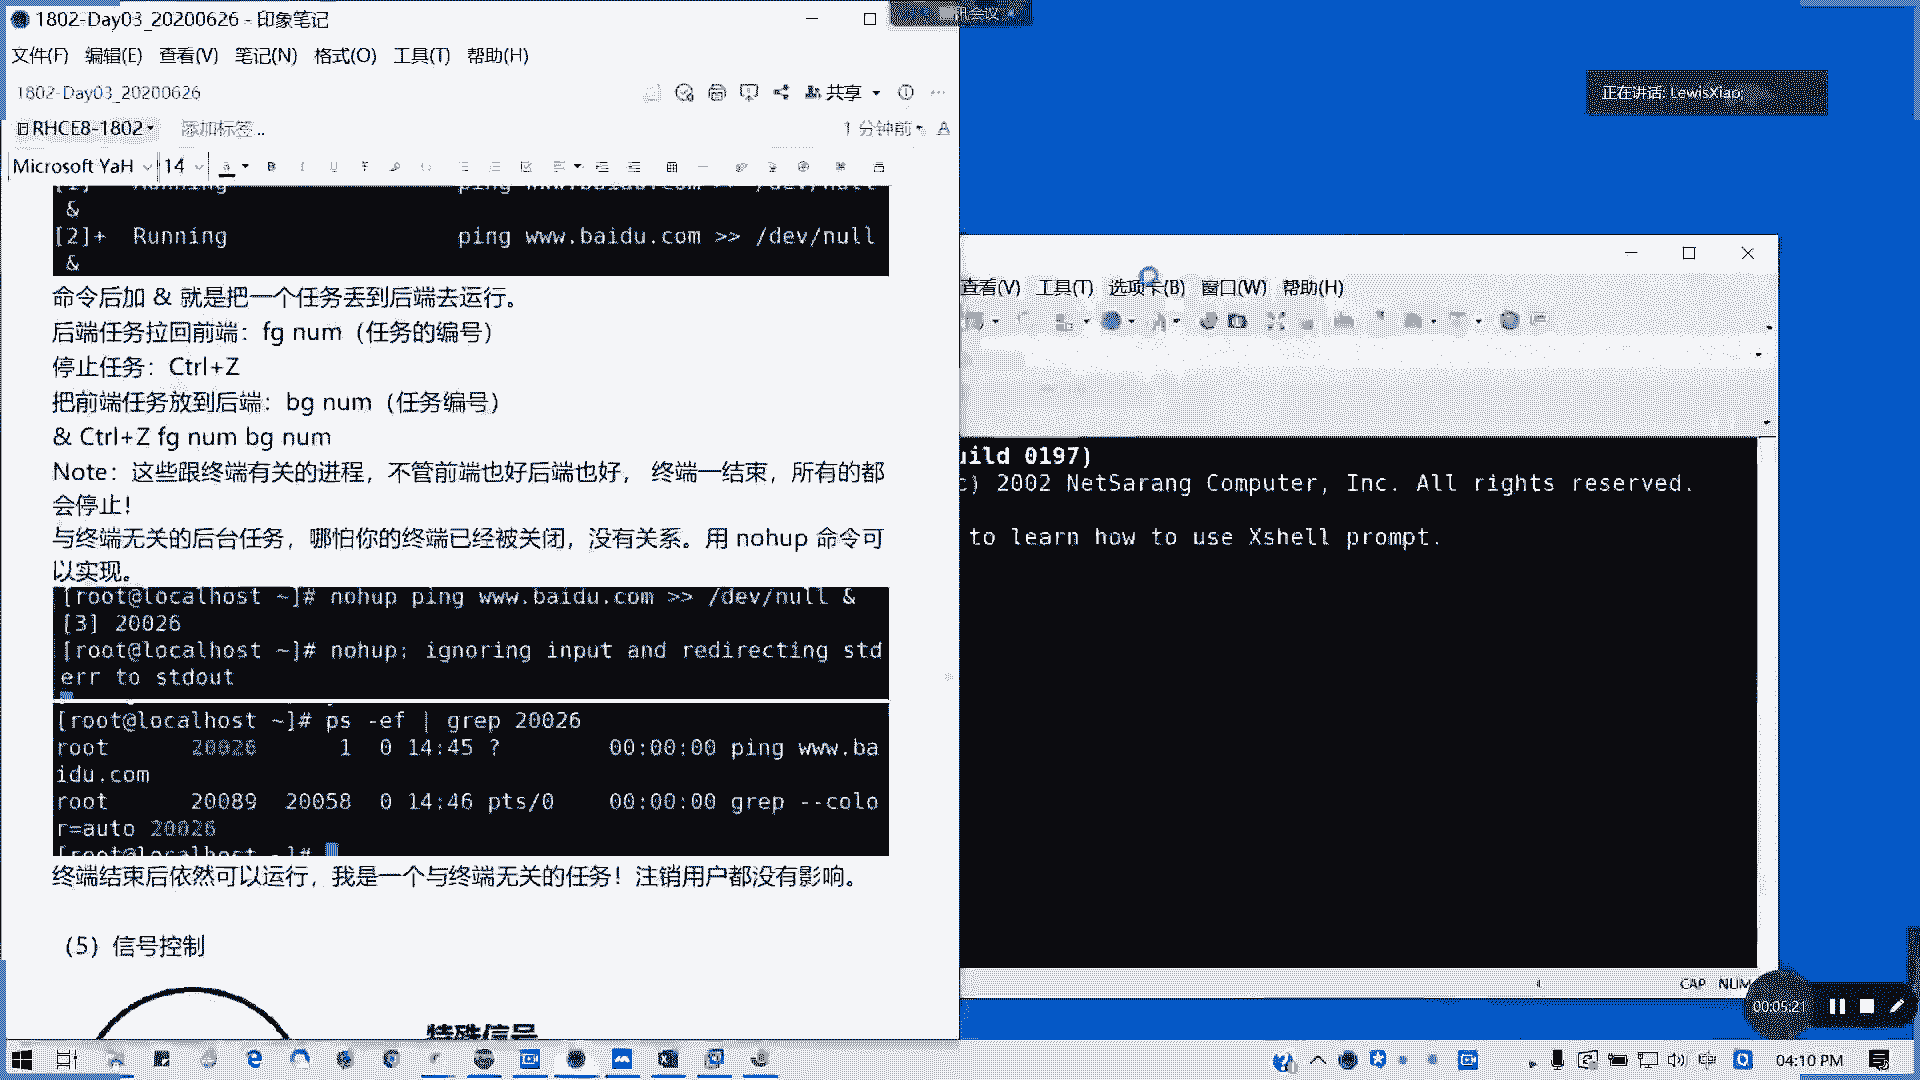 1802-Day03_20200626 - 印象笔记
文件(F) 编辑(E) 查看(V) 笔记(N) 格式(O) 工具(T) 帮助(H)
1802-Day03_20200626
共享
RHCE8-1802 添加标签..
1 分钟前
Microsoft YaH 14
[1] Running ping www.baidu.com >> /dev/null
&
[2]+ Running ping www.baidu.com >> /dev/null
&
命令后加 & 就是把一个任务丢到后端去运行。
后端任务拉回前端：fg num（任务的编号）
停止任务：Ctrl+Z
把前端任务放到后端：bg num（任务编号）
& Ctrl+Z fg num bg num
Note：这些跟终端有关的进程，不管前端也好后端也好， 终端一结束，所有的都
会停止！
与终端无关的后台任务，哪怕你的终端已经被关闭，没有关系。用 nohup 命令可
以实现。
[root@localhost ~]# nohup ping www.baidu.com >> /dev/null &
[3] 20026
[root@localhost ~]# nohup: ignoring input and redirecting std
err to stdout
[root@localhost ~]# ps -ef | grep 20026
root 20026 1 0 14:45 ? 00:00:00 ping www.ba
idu.com
root 20089 20058 0 14:46 pts/0 00:00:00 grep --colo
r=auto 20026
[root@localhost ~]#
终端结束后依然可以运行，我是一个与终端无关的任务！注销用户都没有影响。
（5）信号控制
特殊信号
正在讲话: LewisXiao;
查看(V) 工具(T) 选项卡(B) 窗口(W) 帮助(H)
uild 0197)
c) 2002 NetSarang Computer, Inc. All rights reserved.
to learn how to use Xshell prompt.
CAP NUM
00:05:21
中
04:10 PM